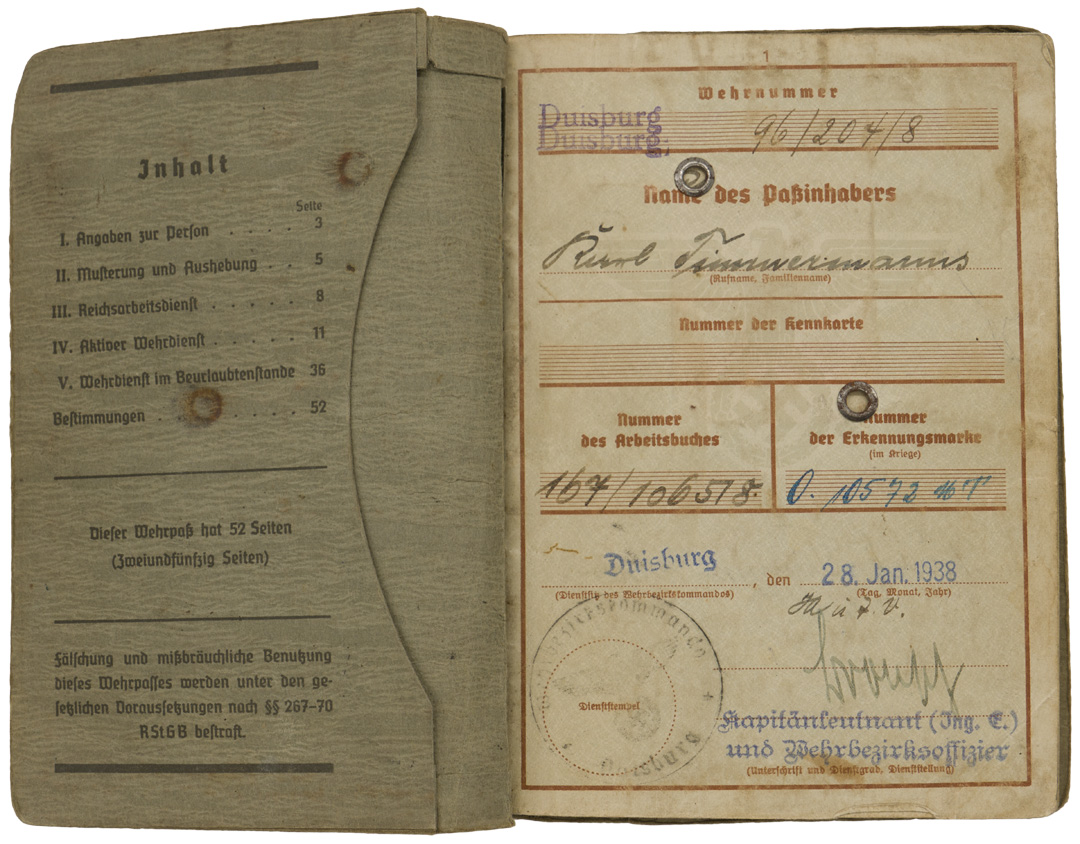 Inhalt
Seite
I. Angaben zur Person . . . . . 3
II. Musterung und Aushebung . . 5
III. Reichsarbeitsdienst . . . . . 8
IV. Aktiver Wehrdienst . . . . . 11
V. Wehrdienst im Beurlaubtenstande 36
Bestimmungen . . . . . . 52
Dieser Wehrpaß hat 52 Seiten
(Zweiundfünfzig Seiten)
Fälschung und mißbräuchliche Benutzung
dieses Wehrpasses werden unter den ge-
setzlichen Voraussetzungen nach §§ 267-70
RStGB bestraft.
1
Wehrnummer
Duisburg
Duisburg
96/204/8
Name des Paßinhabers
Karl Timmermanns
(Rufname, Familienname)
Nummer der Kennkarte
Nummer
des Arbeitsbuches
167/106518.
Nummer
der Erkennungsmarke
(im Kriege)
O. 10572
Duisburg, den 28. Jan. 1938
(Dienstsitz des Wehrbezirkskommandos) (Tag, Monat, Jahr)
Dienststempel
Kapitänleutnant (Ing. E.)
und Wehrbezirksoffizier
(Unterschrift und Dienstgrad, Dienststellung)